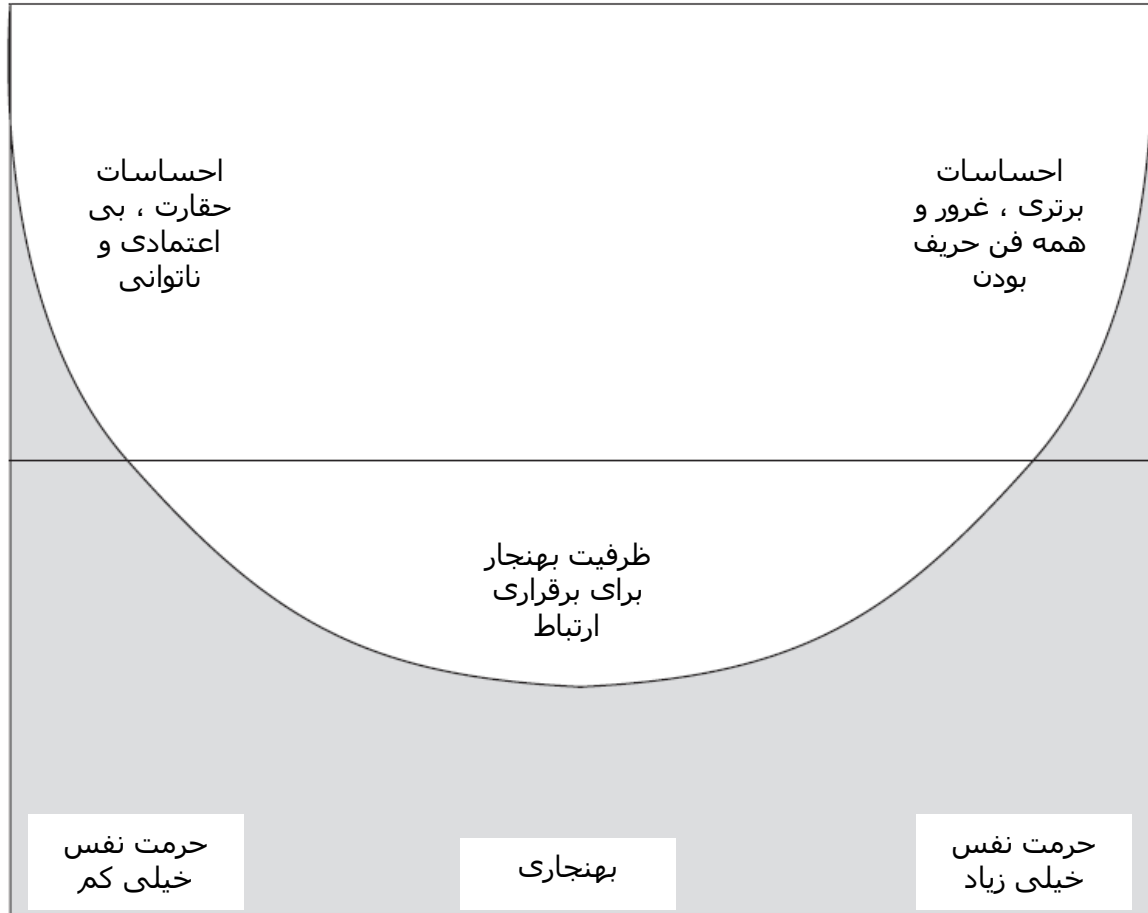 احساسات
برتری ، غرور و
همه فن حریف
بودن
احساسات
حقارت ، بی
اعتمادی و
ناتوانی
ظرفیت بهنجار
برای برقراری
ارتباط
حرمت نفس
خیلی زیاد
بهنجاری
حرمت نفس
خیلی کم